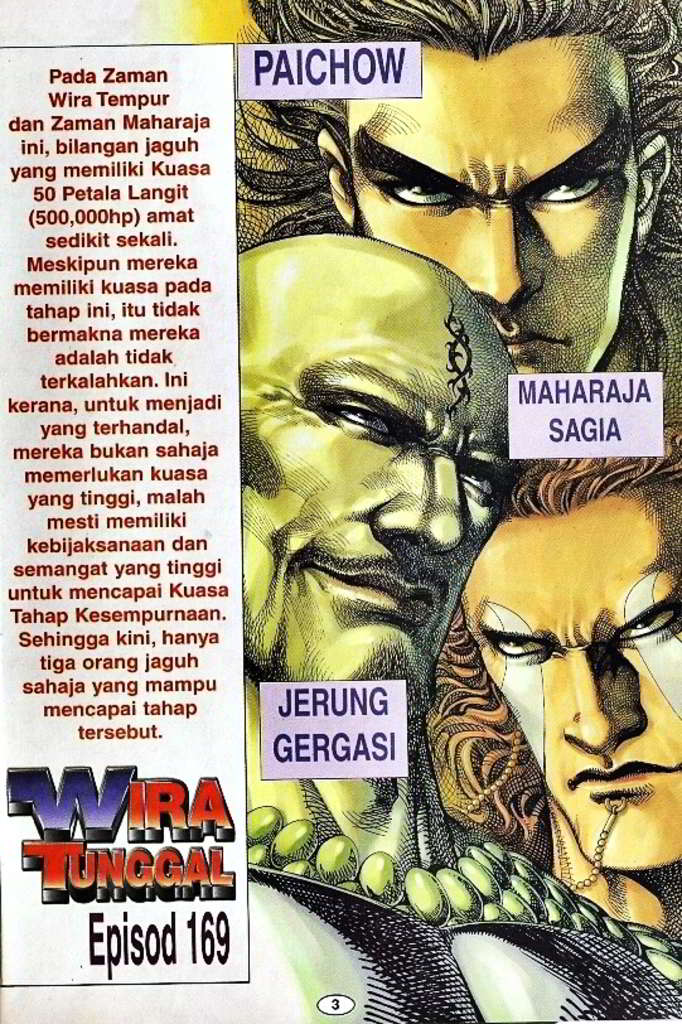 PAICHOW
Pada Zaman
Wira Tempur
dan Zaman Maharaja
ini, bilangan jaguh
yang memiliki Kuasa
50 Petala Langit
(500,000hp) amat
sedikit sekali.
Meskipun mereka
memiliki kuasa pada
tahap ini, itu tidak
bermakna mereka
adalah tidak
terkalahkan. Ini
kerana, untuk menjadi
yang terhandal,
mereka bukan sahaja
memerlukan kuasa
yang tinggi, malah
mesti memiliki
kebijaksanaan dan
semangat yang tinggi
untuk mencapai Kuasa
Tahap Kesempurnaan.
Sehingga kini, hanya
tiga orang jaguh
sahaja yang mampu
mencapai tahap
tersebut.
MAHARAJA
SAGIA
JERUNG
GERGASI
WIRA
TUNGGAL
Episod 169
3